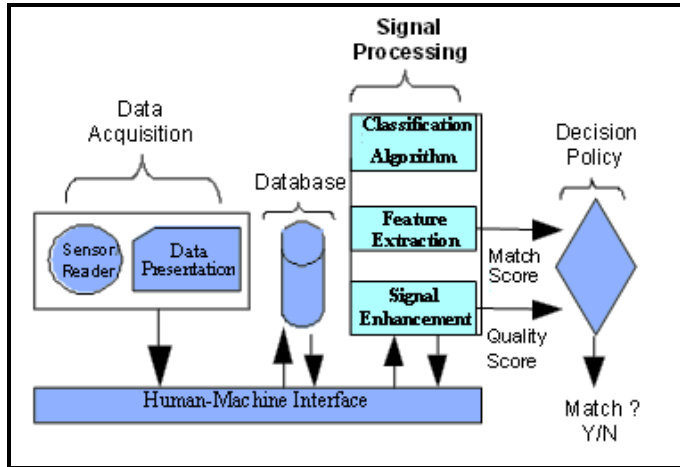 Signal
Processing
Data
Acquisition
Database
Classification
Algorithm
Decision
Policy
Sensor/
Reader
Data
Presentation
Feature
Extraction
Match
Score
Signal
Enhancement
Quality
Score
Human-Machine Interface
Match ?
Y/N